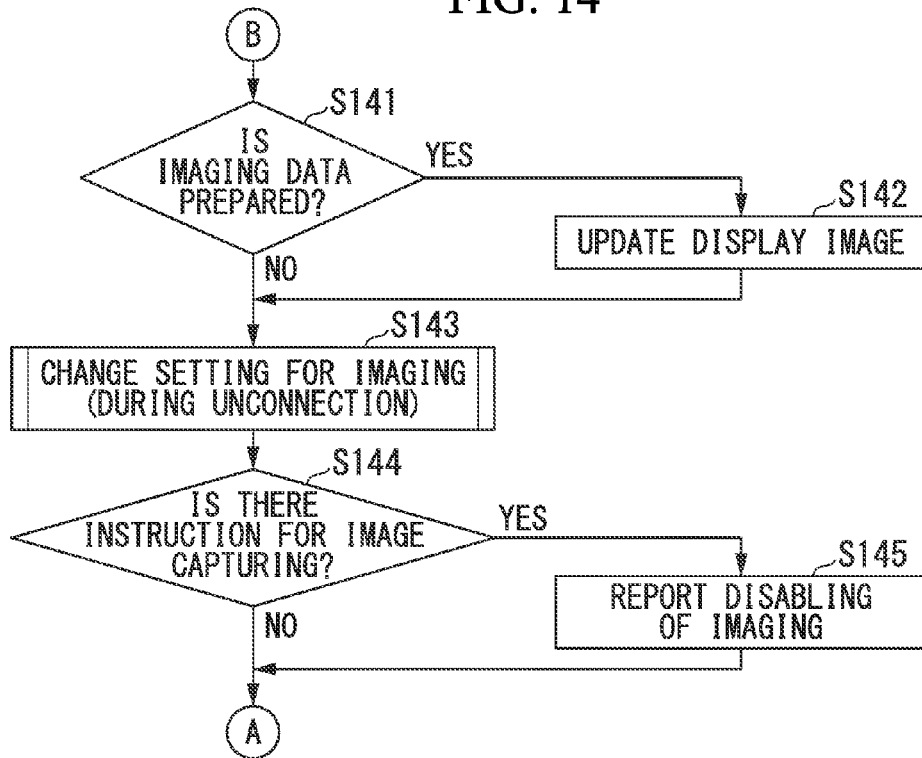 FIG. 14
B
S141
IS
IMAGING DATA
PREPARED?
YES
S142
UPDATE DISPLAY IMAGE
NO
S143
CHANGE SETTING FOR IMAGING
(DURING UNCONNECTION)
S144
IS THERE
INSTRUCTION FOR IMAGE
CAPTURING?
YES
S145
REPORT DISABLING
OF IMAGING
NO
A